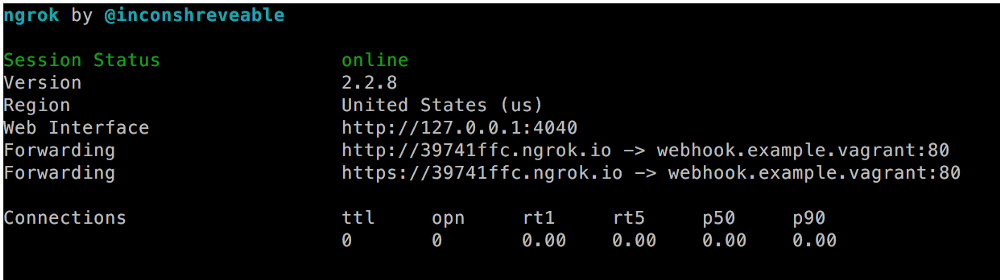 ngrok by @inconshreveable
Session Status online
Version 2.2.8
Region United States (us)
Web Interface http://127.0.0.1:4040
Forwarding http://39741ffc.ngrok.io -> webhook.example.vagrant:80
Forwarding https://39741ffc.ngrok.io -> webhook.example.vagrant:80
Connections ttl opn rt1 rt5 p50 p90
0 0 0.00 0.00 0.00 0.00